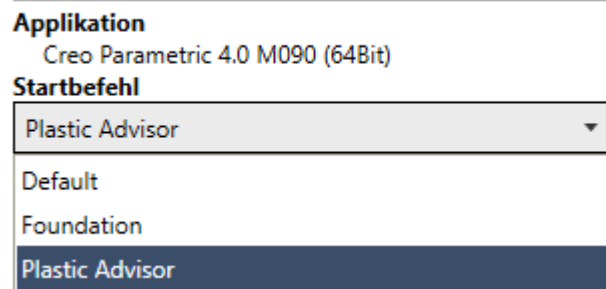 Applikation
Creo Parametric 4.0 M090 (64Bit)
Startbefehl
Plastic Advisor
Default
Foundation
Plastic Advisor